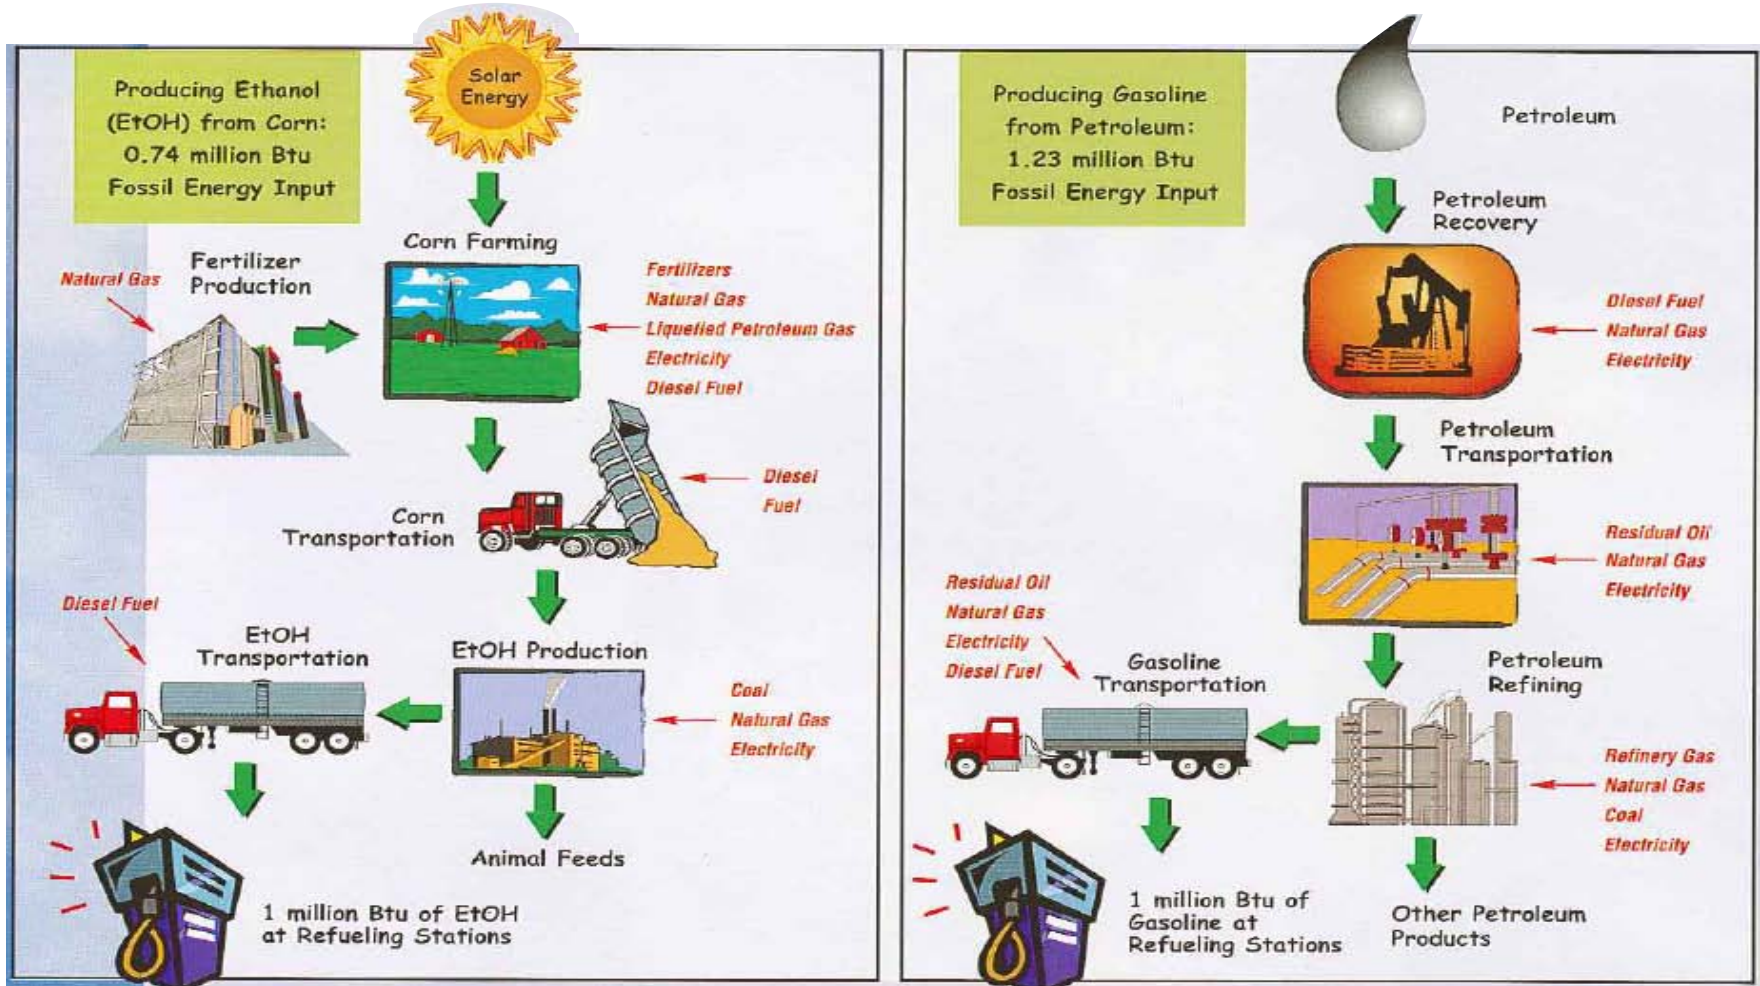 Producing Ethanol
(EtOH) from Corn:
0.74 million Btu
Fossil Energy Input
Solar
Energy
Corn Farming
Fertilizer
Production
Natural Gas
Fertilizers
Natural Gas
Liquefied Petroleum Gas
Electricity
Diesel Fuel
Corn
Transportation
Diesel
Fuel
EtOH Production
Coal
Natural Gas
Electricity
Diesel Fuel
EtOH
Transportation
Animal Feeds
1 million Btu of EtOH
at Refueling Stations
Producing Gasoline
from Petroleum:
1.23 million Btu
Fossil Energy Input
Petroleum
Petroleum
Recovery
Diesel Fuel
Natural Gas
Electricity
Petroleum
Transportation
Residual Oil
Natural Gas
Electricity
Petroleum
Refining
Refinery Gas
Natural Gas
Coal
Electricity
Residual Oil
Natural Gas
Electricity
Diesel Fuel
Gasoline
Transportation
1 million Btu of
Gasoline at
Refueling Stations
Other Petroleum
Products